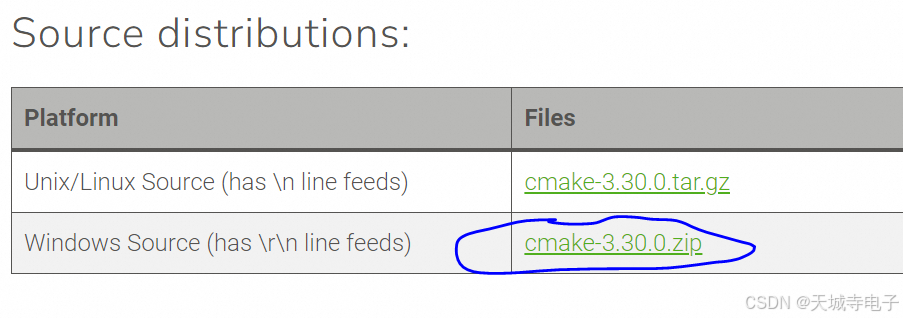 Source distributions:
Platform Files
Unix/Linux Source (has \n line feeds) cmake-3.30.0.tar.gz
Windows Source (has \r\n line feeds) cmake-3.30.0.zip
CSDN @天城寺电子